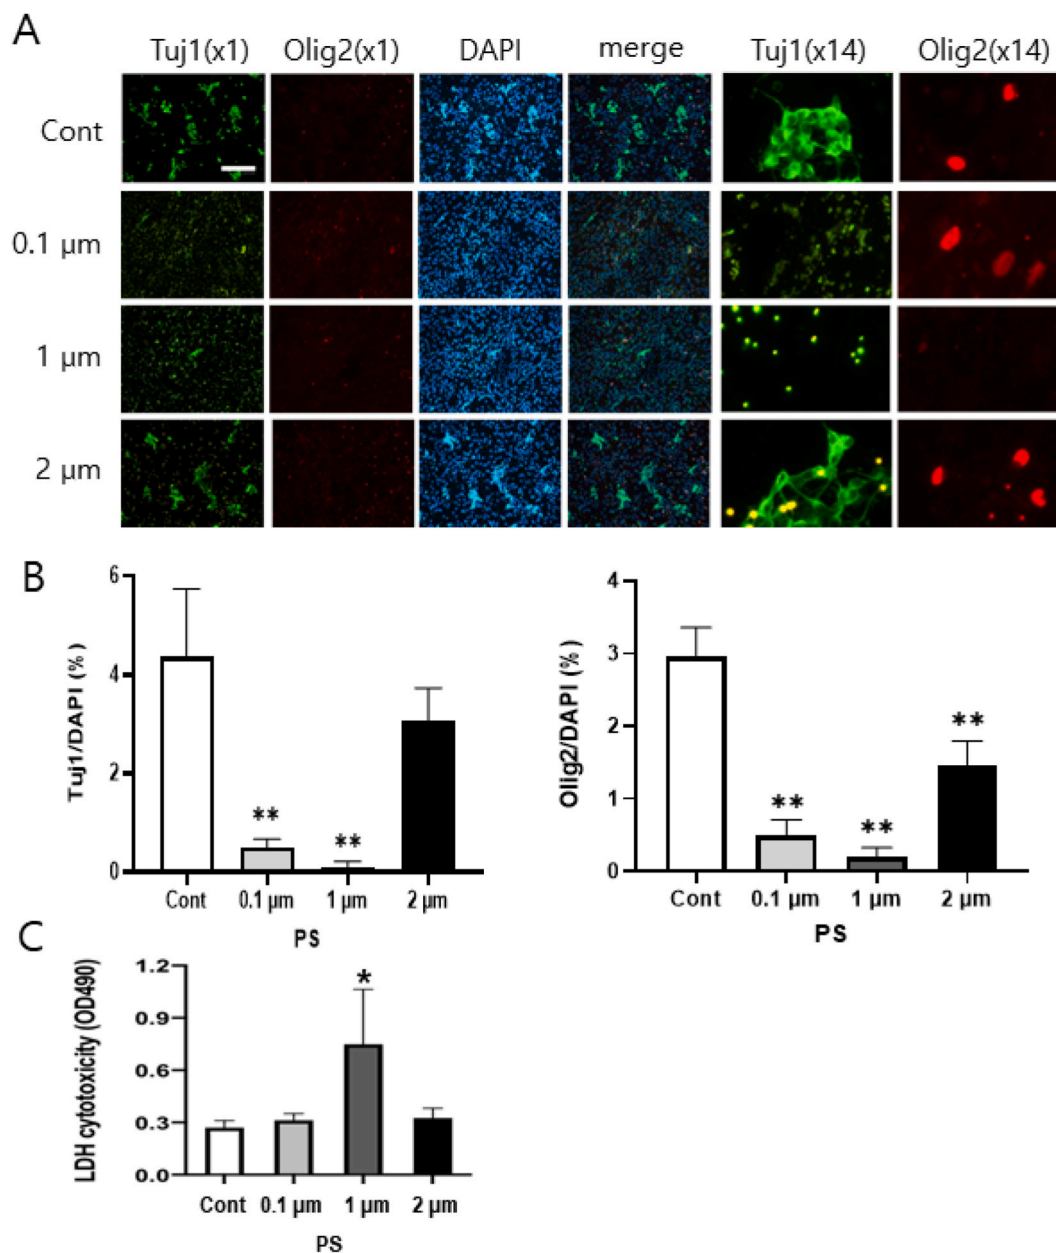 A
Tuj1(x1) Olig2(x1) DAPI merge Tuj1(x14) Olig2(x14)
Cont
0.1 µm
1 µm
2 µm
B
Tuj1/DAPI (%)
6
4
2
0
** **
Cont 0.1 µm 1 µm 2 µm
PS
Olig2/DAPI (%)
4
3
2
1
0
** ** **
Cont 0.1 µm 1 µm 2 µm
PS
C
LDH cytotoxicity (OD490)
1.2
0.9
0.6
0.3
0.0
*
Cont 0.1 µm 1 µm 2 µm
PS